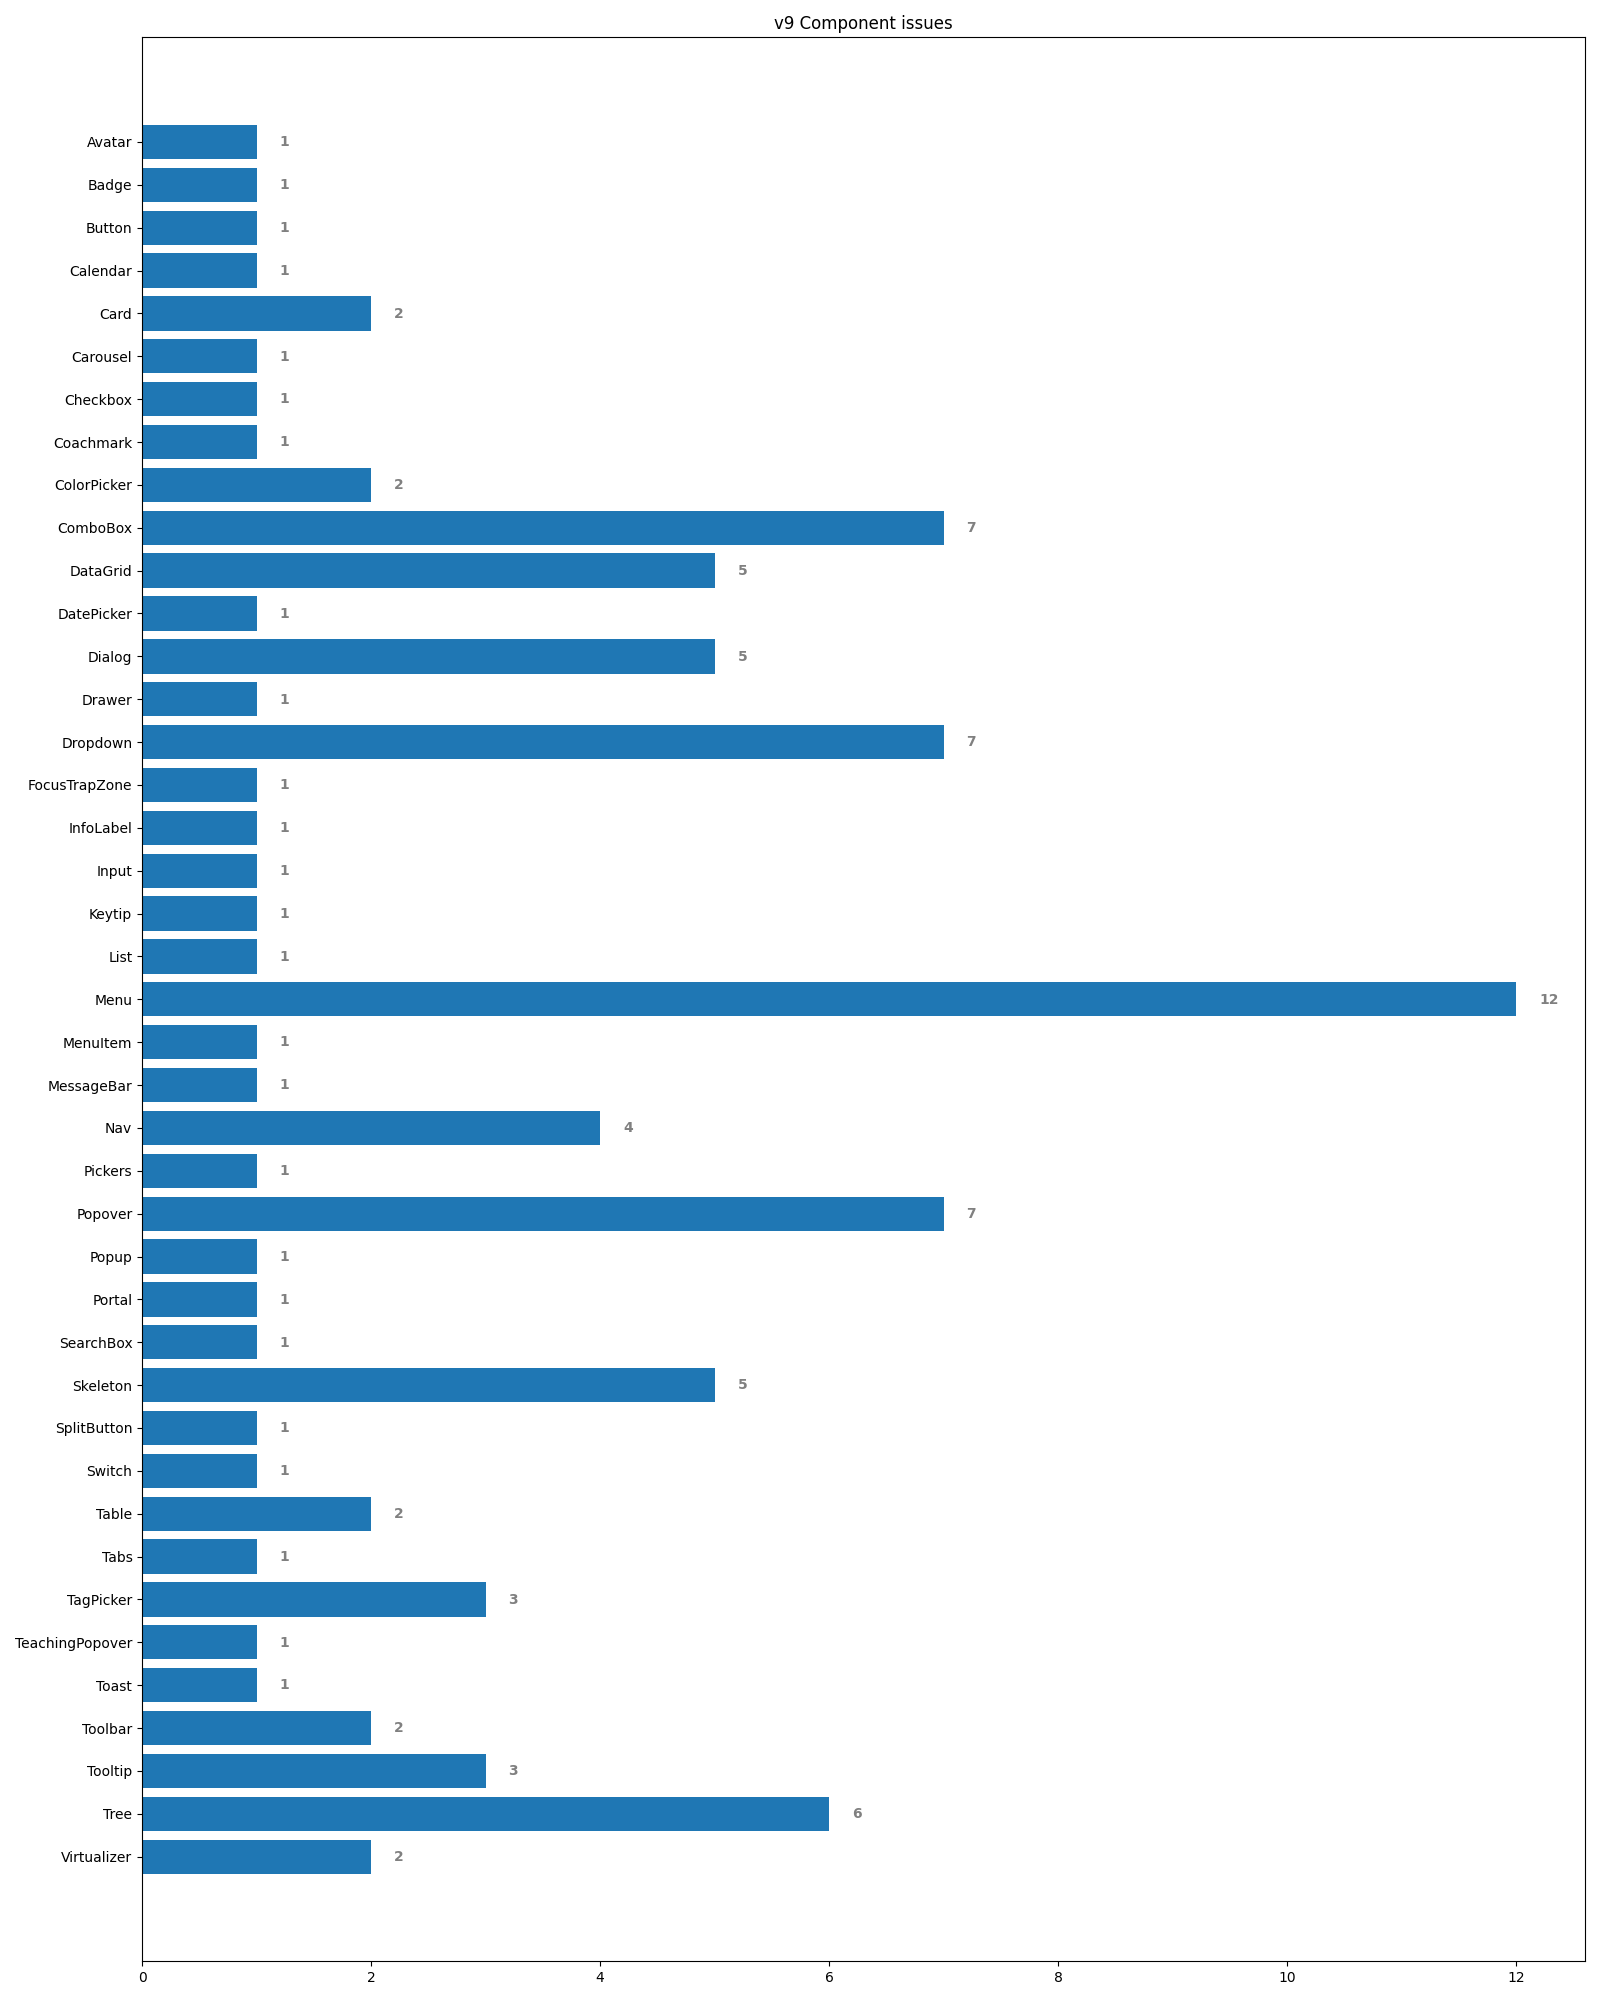 v9 Component issues
Avatar 1
Badge 1
Button 1
Calendar 1
Card 2
Carousel 1
Checkbox 1
Coachmark 1
ColorPicker 2
ComboBox 7
DataGrid 5
DatePicker 1
Dialog 5
Drawer 1
Dropdown 7
FocusTrapZone 1
InfoLabel 1
Input 1
Keytip 1
List 1
Menu 12
MenuItem 1
MessageBar 1
Nav 4
Pickers 1
Popover 7
Popup 1
Portal 1
SearchBox 1
Skeleton 5
SplitButton 1
Switch 1
Table 2
Tabs 1
TagPicker 3
TeachingPopover 1
Toast 1
Toolbar 2
Tooltip 3
Tree 6
Virtualizer 2
0 2 4 6 8 10 12